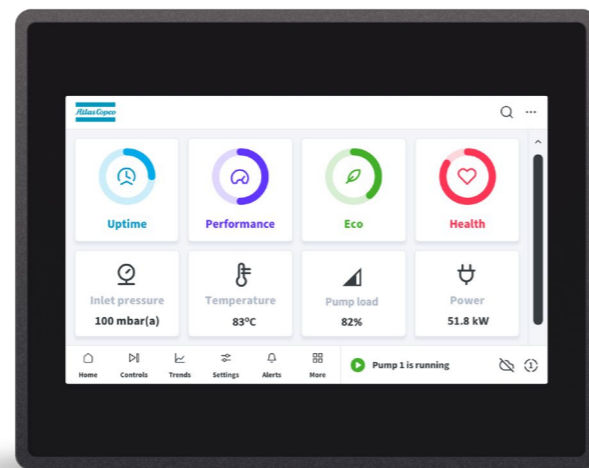 Atlas Copco
Uptime
Performance
Eco
Health
Inlet pressure
100 mbar(a)
Temperature
83°C
Pump load
82%
Power
51.8 kW
Home
Controls
Trends
Settings
Alerts
More
Pump 1 is running
1